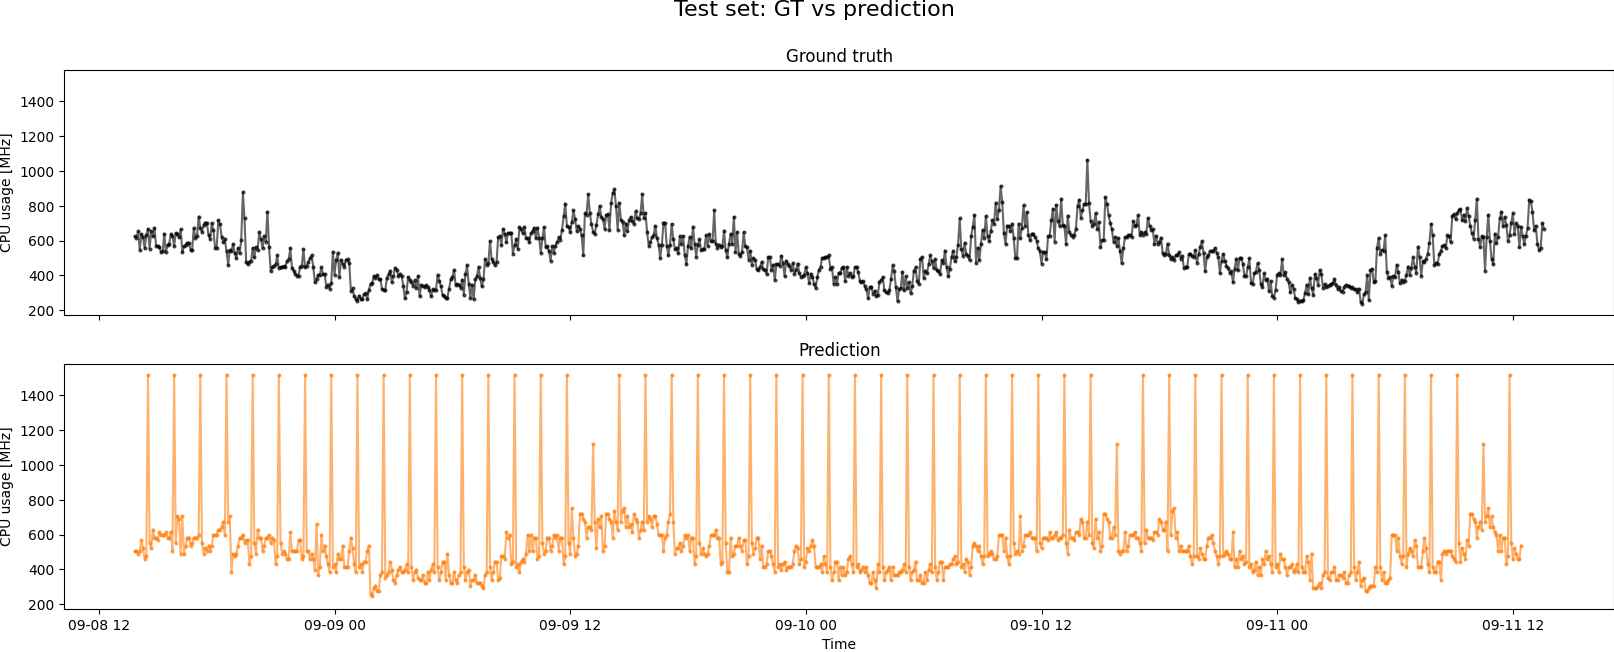 Test set: GT vs prediction
Ground truth
CPU usage [MHz]
1400
1200
1000
800
600
400
200
Prediction
CPU usage [MHz]
1400
1200
1000
800
600
400
200
09-08 12 09-09 00 09-09 12 09-10 00 09-10 12 09-11 00 09-11 12
Time